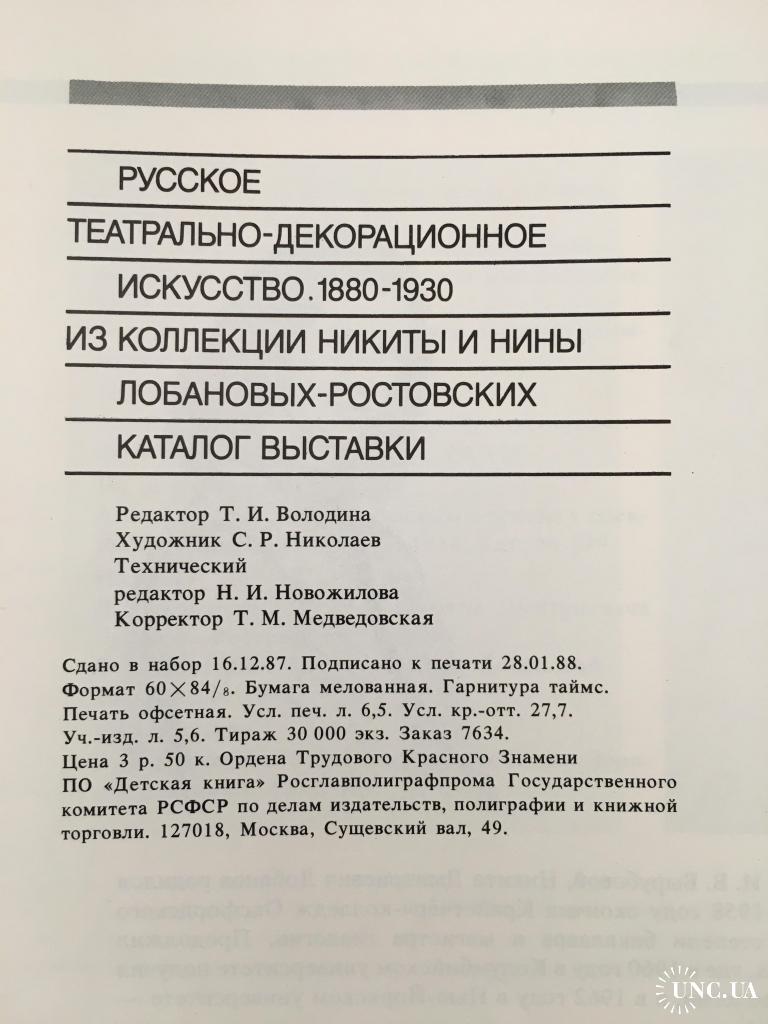 РУССКОЕ
ТЕАТРАЛЬНО-ДЕКОРАЦИОННОЕ
ИСКУССТВО.1880-1930
ИЗ КОЛЛЕКЦИИ НИКИТЫ И НИНЫ
ЛОБАНОВЫХ-РОСТОВСКИХ
КАТАЛОГ ВЫСТАВКИ
Редактор Т. И. Володина
Художник С. Р. Николаев
Технический
редактор Н. И. Новожилова
Корректор Т. М. Медведовская
Сдано в набор 16.12.87. Подписано к печати 28.01.88.
Формат 60×84/8. Бумага мелованная. Гарнитура таймс.
Печать офсетная. Усл. печ. л. 6,5. Усл. кр.-отт. 27,7.
Уч.-изд. л. 5,6. Тираж 30 000 экз. Заказ 7634.
Цена 3 р. 50 к. Ордена Трудового Красного Знамени
ПО «Детская книга» Росглавполиграфпрома Государственного
комитета РСФСР по делам издательств, полиграфии и книжной
торговли. 127018, Москва, Сущевский вал, 49.
UNC.UA